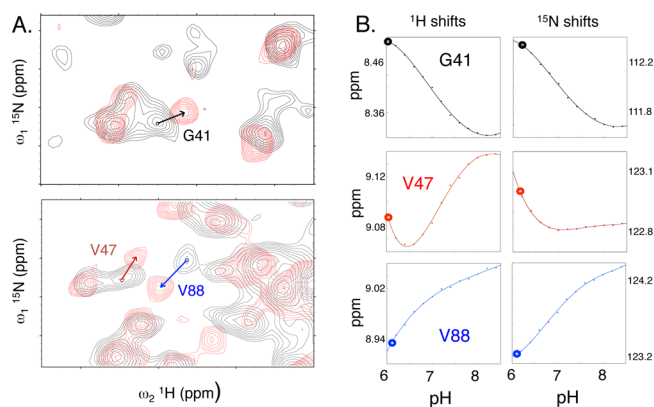 A.
ω1 15N (ppm)
G41
ω1 15N (ppm)
V47
V88
ω2 1H (ppm)
B.
1H shifts
15N shifts
ppm
8.46
8.36
G41
112.2
111.8
ppm
9.12
9.08
V47
123.1
122.8
ppm
9.02
8.94
V88
124.2
123.2
6
7
8
6
7
8
pH
pH